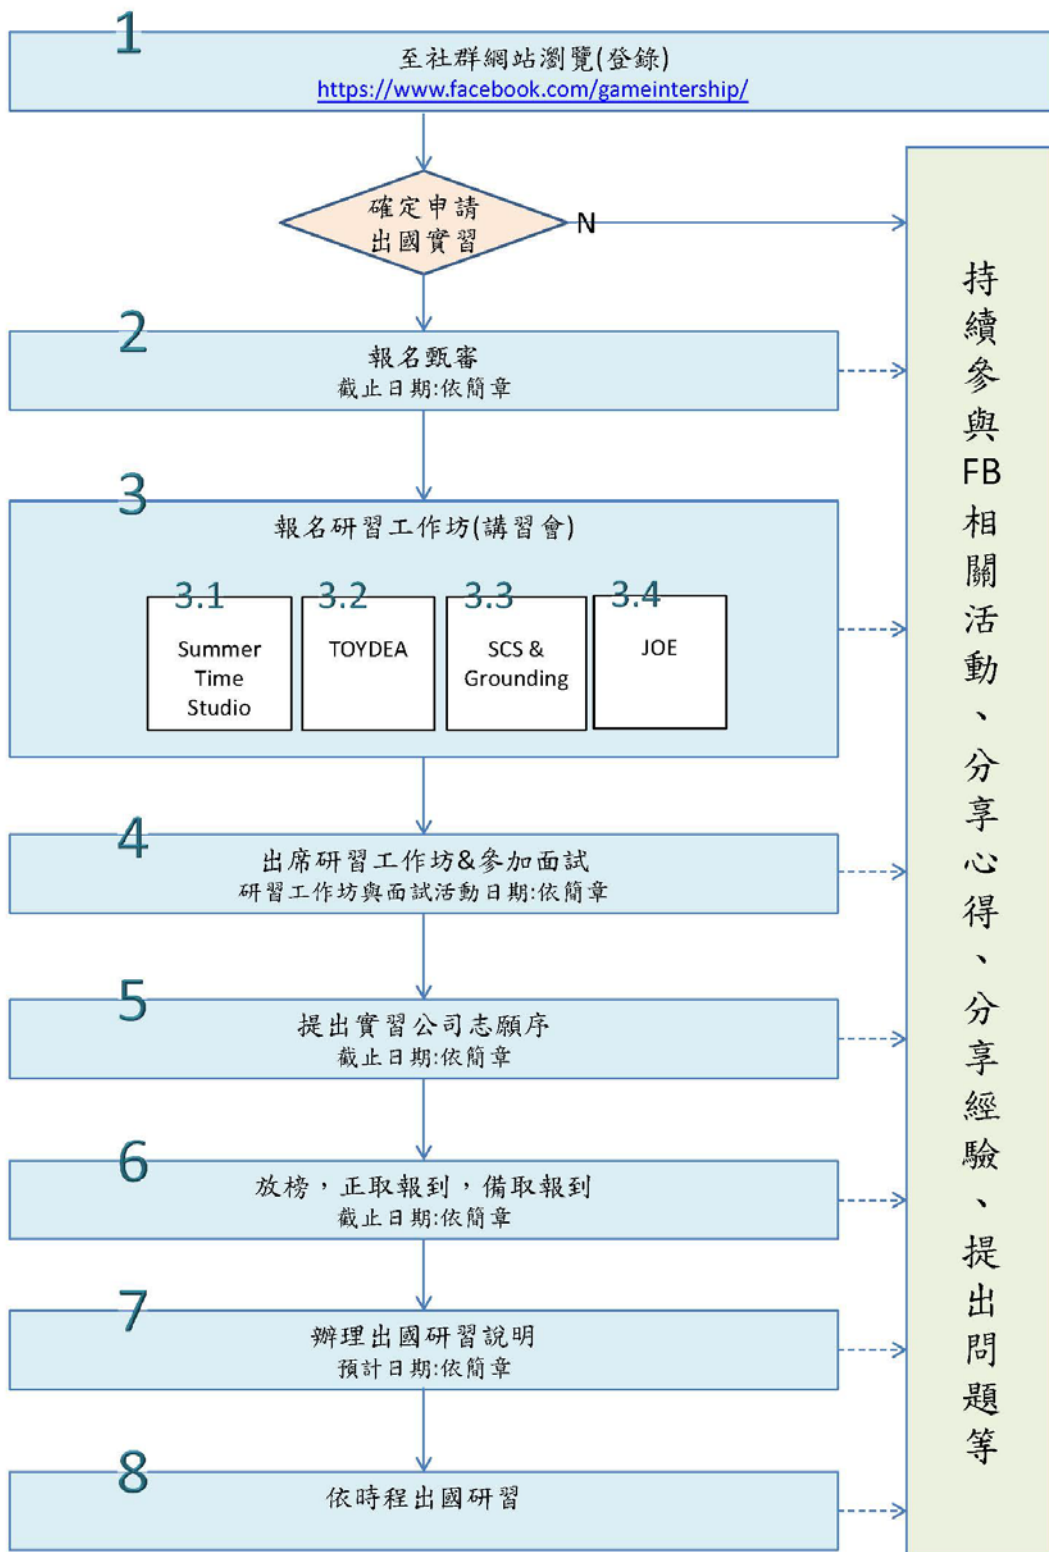 1
至社群網站瀏覽(登錄)
https://www.facebook.com/gameintership/
確定申請
出國實習
N
2
報名甄審
截止日期:依簡章
3
報名研習工作坊(講習會)
3.1
Summer
Time
Studio
3.2
TOYDEA
3.3
SCS &
Grounding
3.4
JOE
4
出席研習工作坊&參加面試
研習工作坊與面試活動日期:依簡章
5
提出實習公司志願序
截止日期:依簡章
6
放榜，正取報到，備取報到
截止日期:依簡章
7
辦理出國研習說明
預計日期:依簡章
8
依時程出國研習
持續參與FB相關活動、分享心得、分享經驗、提出問題等